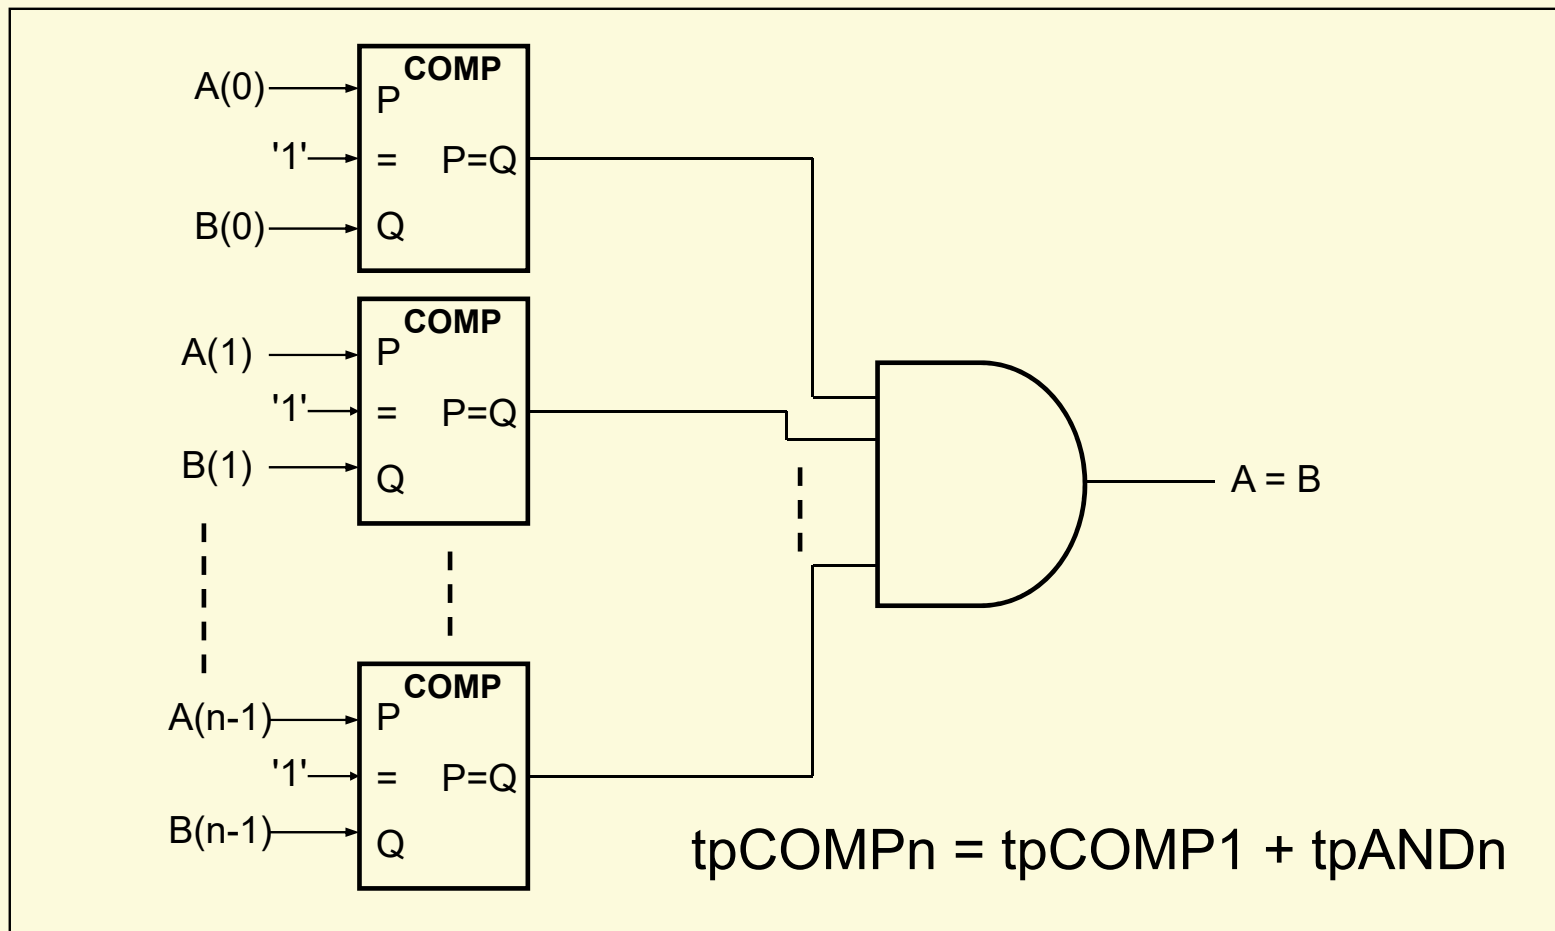 COMP
A(0)
P
'1'
=
P=Q
B(0)
Q
COMP
A(1)
P
'1'
=
P=Q
B(1)
Q
A = B
COMP
A(n-1)
P
'1'
=
P=Q
B(n-1)
Q
tpCOMPn = tpCOMP1 + tpANDn